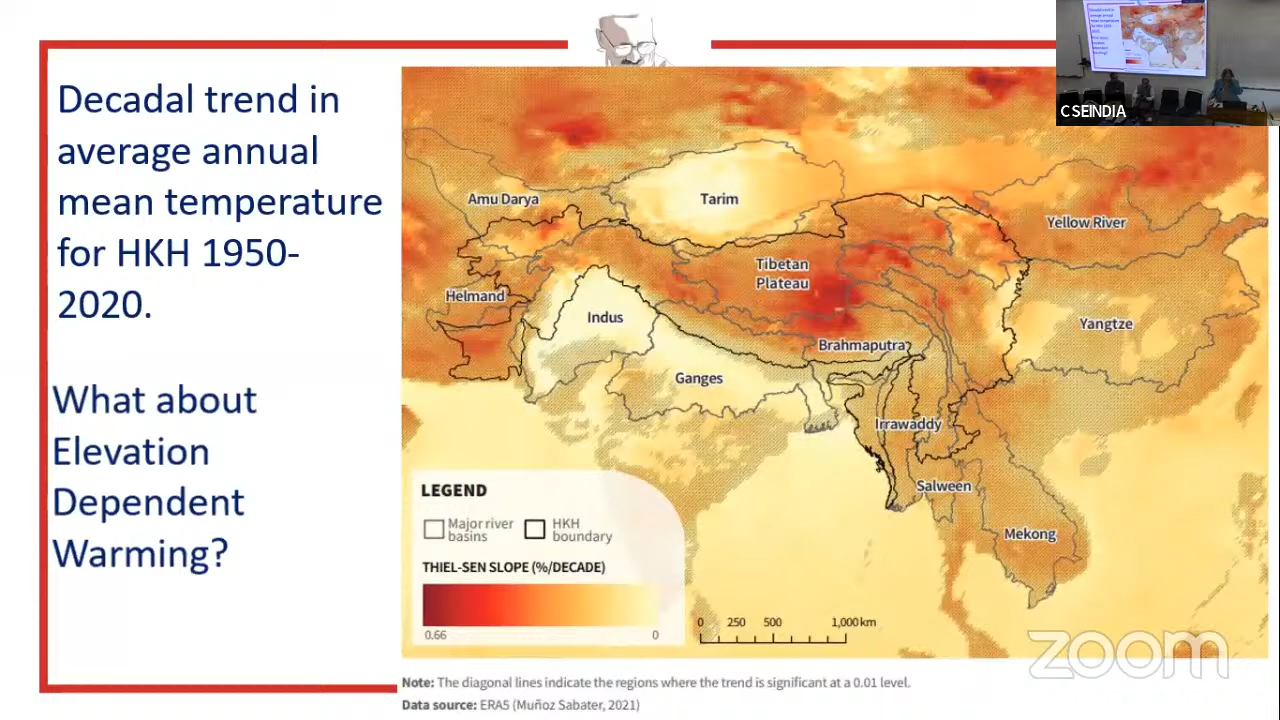 Decadal trend in
average annual
mean temperature
for HKH 1950-
2020.
What about
Elevation
Dependent
Warming?
CSEINDIA
Amu Darya
Tarim
Yellow River
Tibetan
Plateau
Helmand
Indus
Yangtze
Brahmaputra
Ganges
Irrawaddy
Salween
Mekong
LEGEND
Major river
basins
HKH
boundary
THIEL-SEN SLOPE (%/DECADE)
0.66 0
0 250 500 1,000 km
zoom
Note: The diagonal lines indicate the regions where the trend is significant at a 0.01 level.
Data source: ERA5 (Muñoz Sabater, 2021)